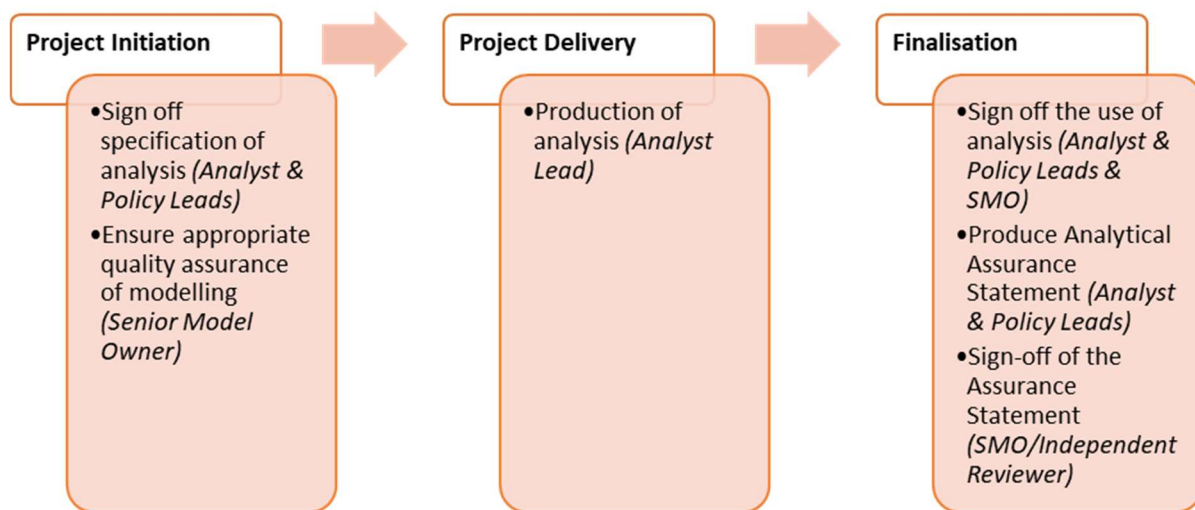 Project Initiation
•Sign off
specification of
analysis (Analyst &
Policy Leads)
•Ensure appropriate
quality assurance
of modelling
(Senior Model
Owner)
Project Delivery
•Production of
analysis (Analyst
Lead)
Finalisation
•Sign off the use of
analysis (Analyst &
Policy Leads &
SMO)
•Produce Analytical
Assurance
Statement (Analyst
& Policy Leads)
•Sign-off of the
Assurance
Statement
(SMO/Independent
Reviewer)